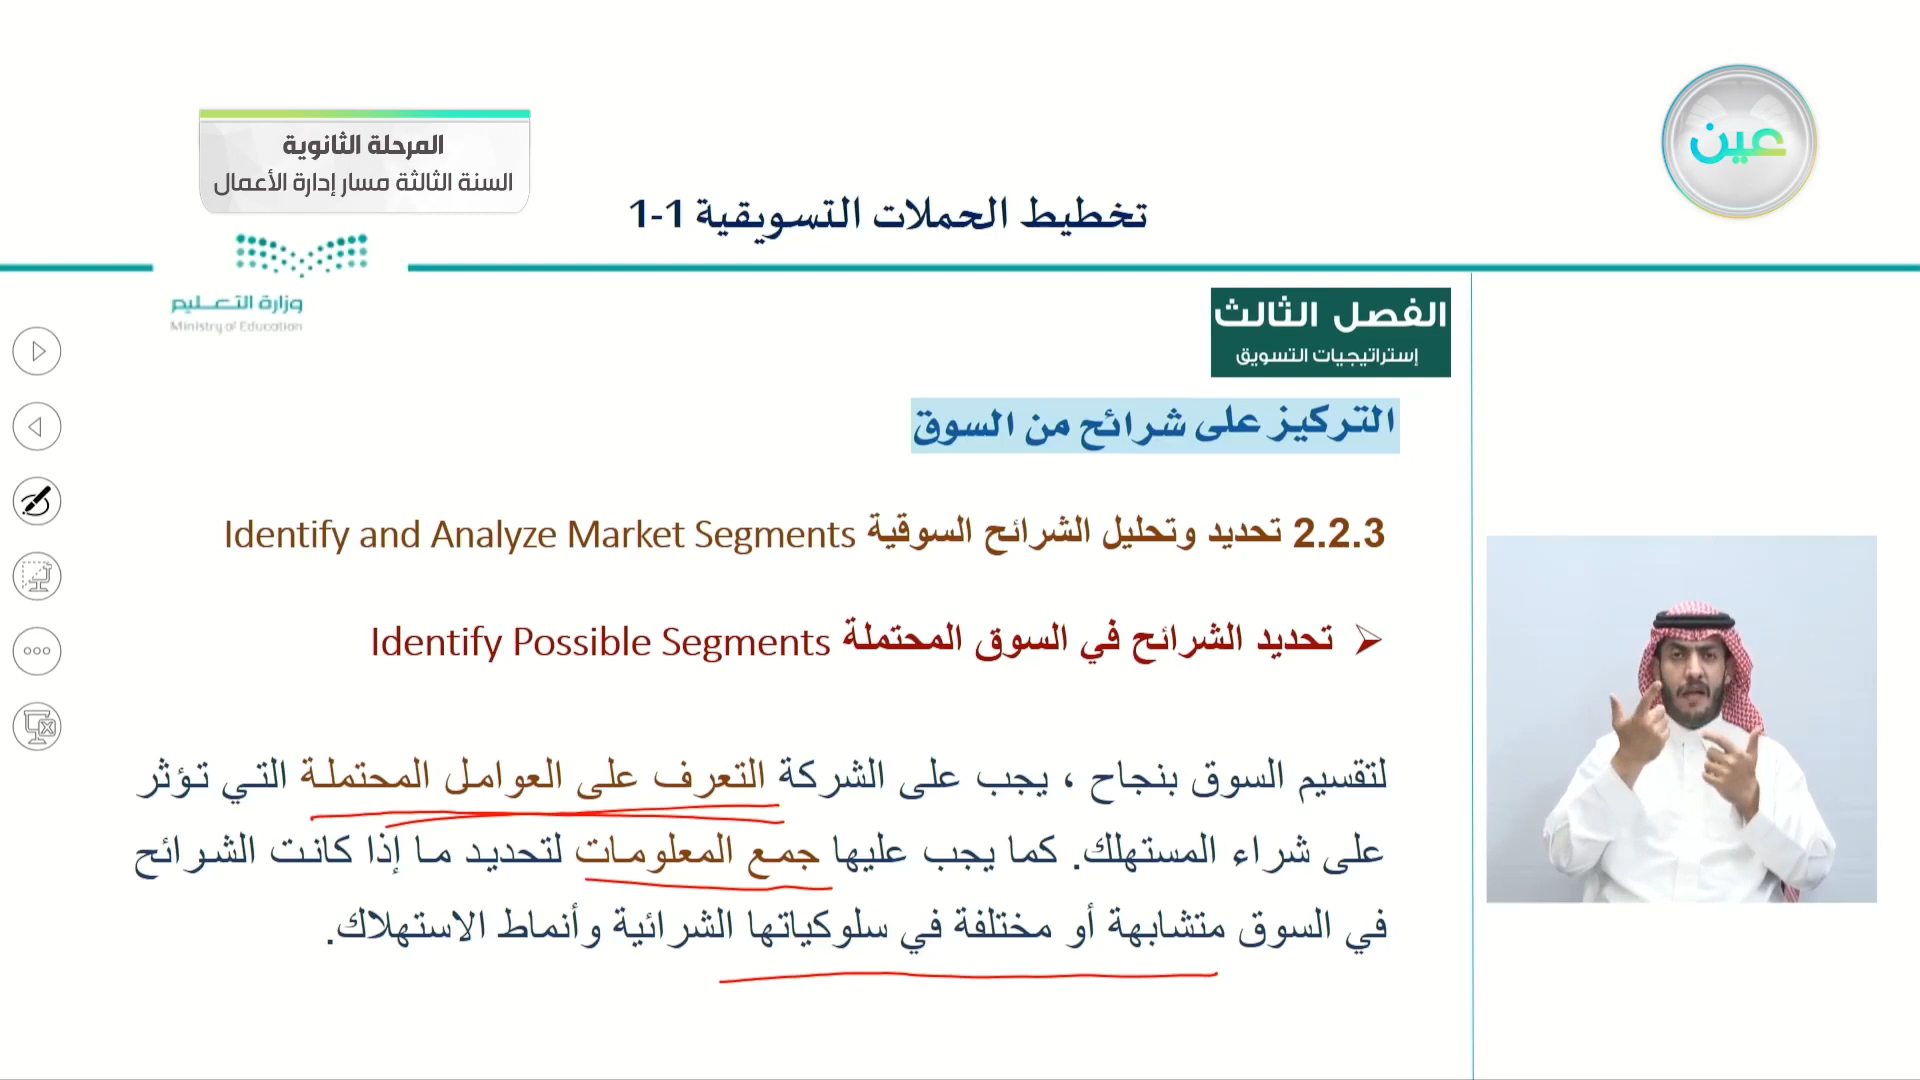 عين
المرحلة الثانوية
السنة الثالثة مسار إدارة الأعمال
تخطيط الحملات التسويقية 1-1
وزارة التعليم
Ministry of Education
الفصل الثالث
إستراتيجيات التسويق
التركيز على شرائح من السوق
2.2.3 تحديد وتحليل الشرائح السوقية Identify and Analyze Market Segments
تحديد الشرائح في السوق المحتملة Identify Possible Segments
لتقسيم السوق بنجاح ، يجب على الشركة التعرف على العوامل المحتملة التي تؤثر
على شراء المستهلك. كما يجب عليها جمع المعلومات لتحديد ما إذا كانت الشرائح
في السوق متشابهة أو مختلفة في سلوكياتها الشرائية وأنماط الاستهلاك.